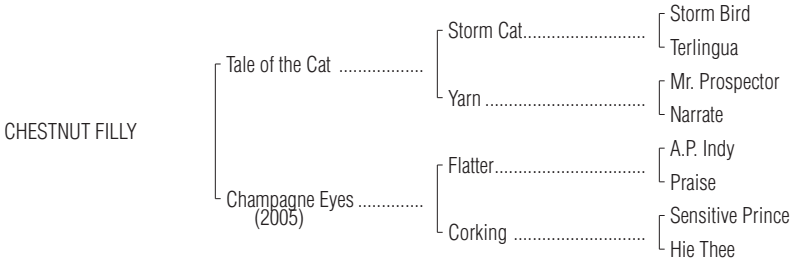 Storm Bird
Storm Cat..............................
Terlingua
Tale of the Cat ..................
Mr. Prospector
Yarn .......................................
Narrate
CHESTNUT FILLY
A.P. Indy
Flatter.....................................
Praise
Champagne Eyes ..............
(2005)
Sensitive Prince
Corking ................................
Hie Thee